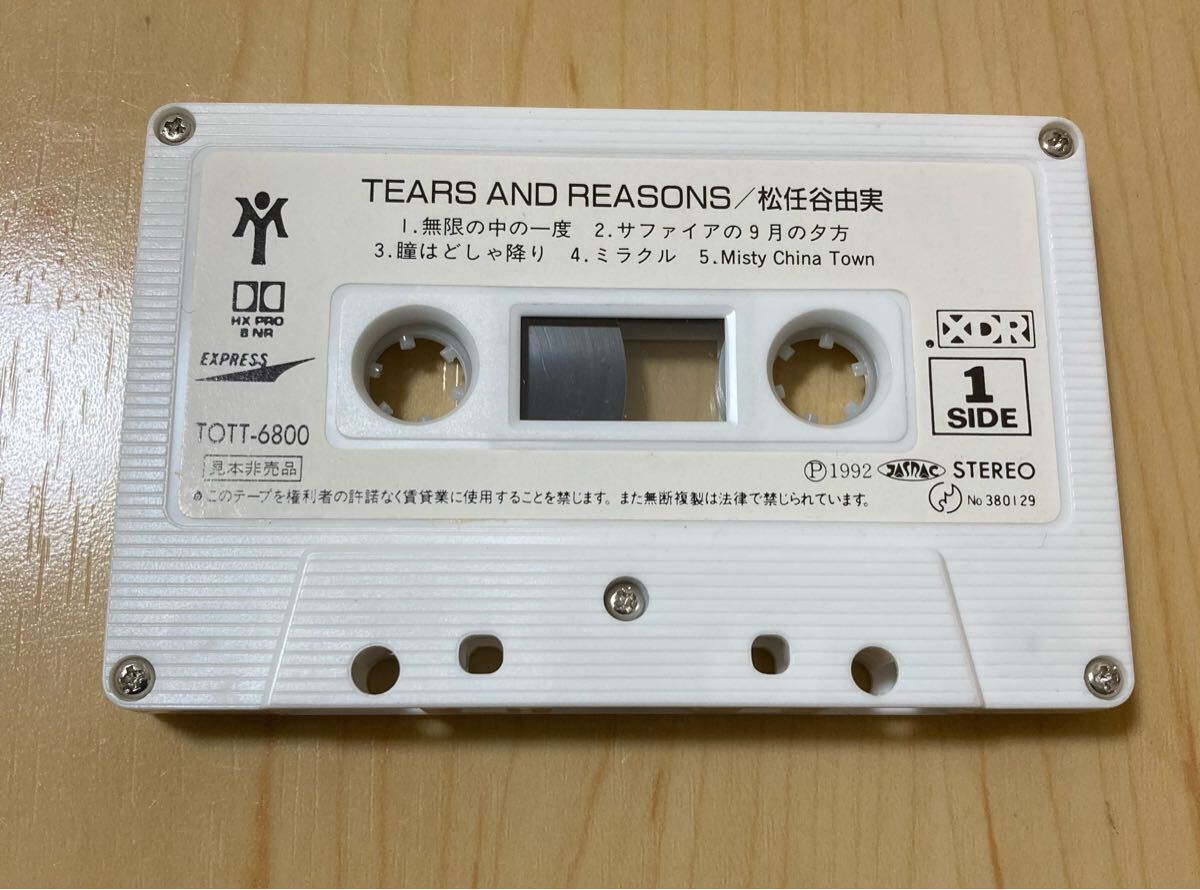 TEARS AND REASONS/松任谷由実
1.無限の中の一度 2.サファイアの9月の夕方
3.瞳はどしゃ降り 4.ミラクル 5.Misty China Town
HX PRO
B NR
EXPRESS
XDR
1
SIDE
TOTT-6800
見本非売品
Ⓟ1992 JASRAC STEREO
このテープを権利者の許諾なく賃貸業に使用することを禁じます。また無断複製は法律で禁じられています。
No 380129